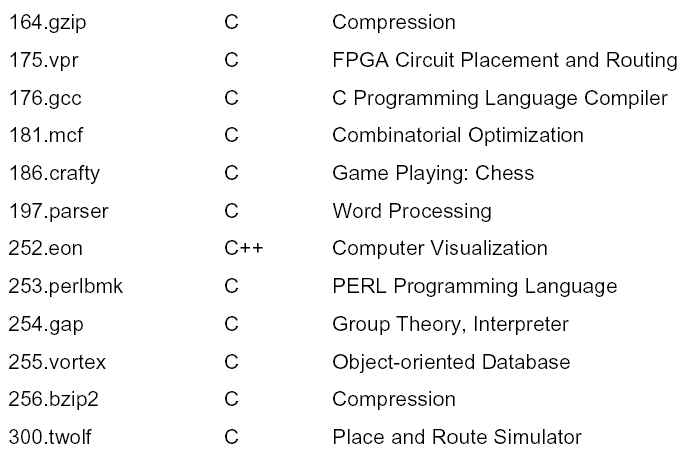 164.gzip C Compression
175.vpr C FPGA Circuit Placement and Routing
176.gcc C C Programming Language Compiler
181.mcf C Combinatorial Optimization
186.crafty C Game Playing: Chess
197.parser C Word Processing
252.eon C++ Computer Visualization
253.perlbmk C PERL Programming Language
254.gap C Group Theory, Interpreter
255.vortex C Object-oriented Database
256.bzip2 C Compression
300.twolf C Place and Route Simulator